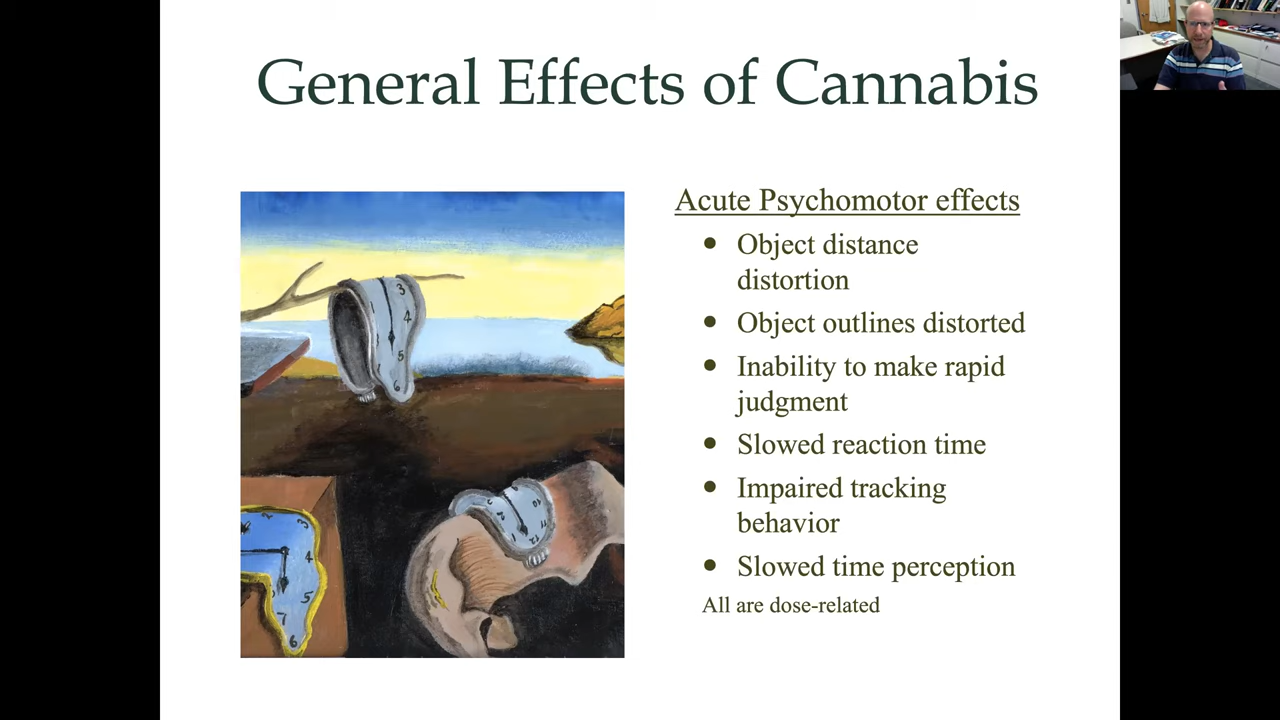 General Effects of Cannabis
Acute Psychomotor effects
• Object distance
distortion
• Object outlines distorted
• Inability to make rapid
judgment
• Slowed reaction time
• Impaired tracking
behavior
• Slowed time perception
All are dose-related